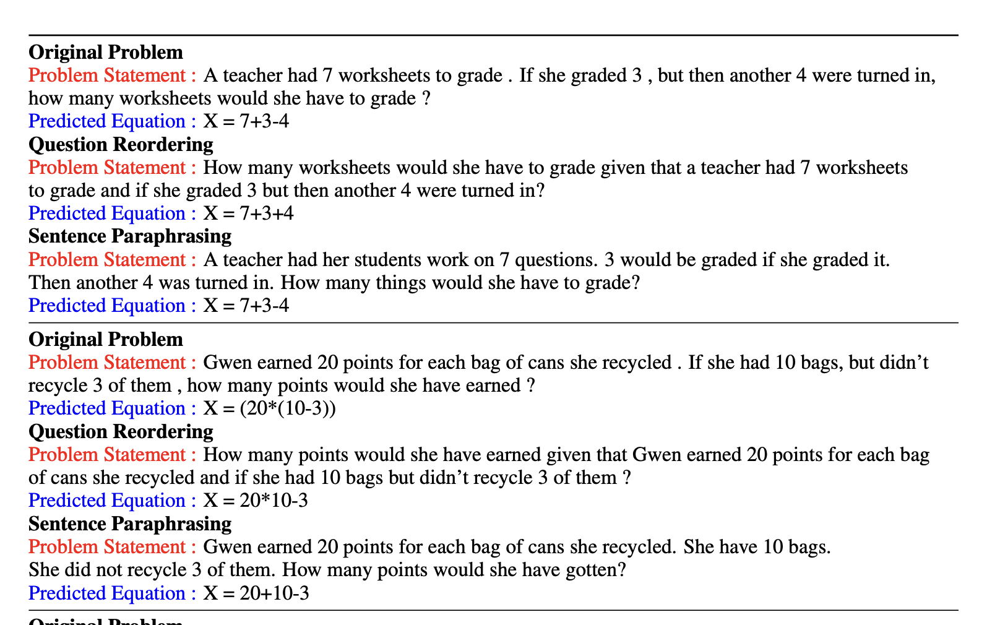 Original Problem
Problem Statement : A teacher had 7 worksheets to grade . If she graded 3 , but then another 4 were turned in,
how many worksheets would she have to grade ?
Predicted Equation : X = 7+3-4
Question Reordering
Problem Statement : How many worksheets would she have to grade given that a teacher had 7 worksheets
to grade and if she graded 3 but then another 4 were turned in?
Predicted Equation : X = 7+3+4
Sentence Paraphrasing
Problem Statement : A teacher had her students work on 7 questions. 3 would be graded if she graded it.
Then another 4 was turned in. How many things would she have to grade?
Predicted Equation : X = 7+3-4
Original Problem
Problem Statement : Gwen earned 20 points for each bag of cans she recycled . If she had 10 bags, but didn’t
recycle 3 of them , how many points would she have earned ?
Predicted Equation : X = (20*(10-3))
Question Reordering
Problem Statement : How many points would she have earned given that Gwen earned 20 points for each bag
of cans she recycled and if she had 10 bags but didn’t recycle 3 of them ?
Predicted Equation : X = 20*10-3
Sentence Paraphrasing
Problem Statement : Gwen earned 20 points for each bag of cans she recycled. She have 10 bags.
She did not recycle 3 of them. How many points would she have gotten?
Predicted Equation : X = 20+10-3
Original Problem